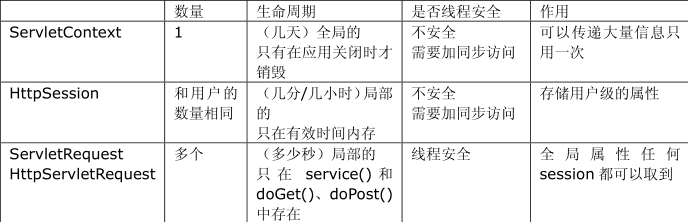 数量 生命周期 是否线程安全 作用
ServletContext 1 （几天）全局的 不安全 可以传递大量信息只
只有在应用关闭时才 需要加同步访问 用一次
销毁
HttpSession 和用户的 （几分/几小时）局部 不安全 存储用户级的属性
数量相同 的 需要加同步访问
只在有效时间内存
ServletRequest 多个 （多少秒）局部的 线程安全 全局属性任何
HttpServletRequest 只在 service()和 session 都可以取到
doGet()、doPost()
中存在